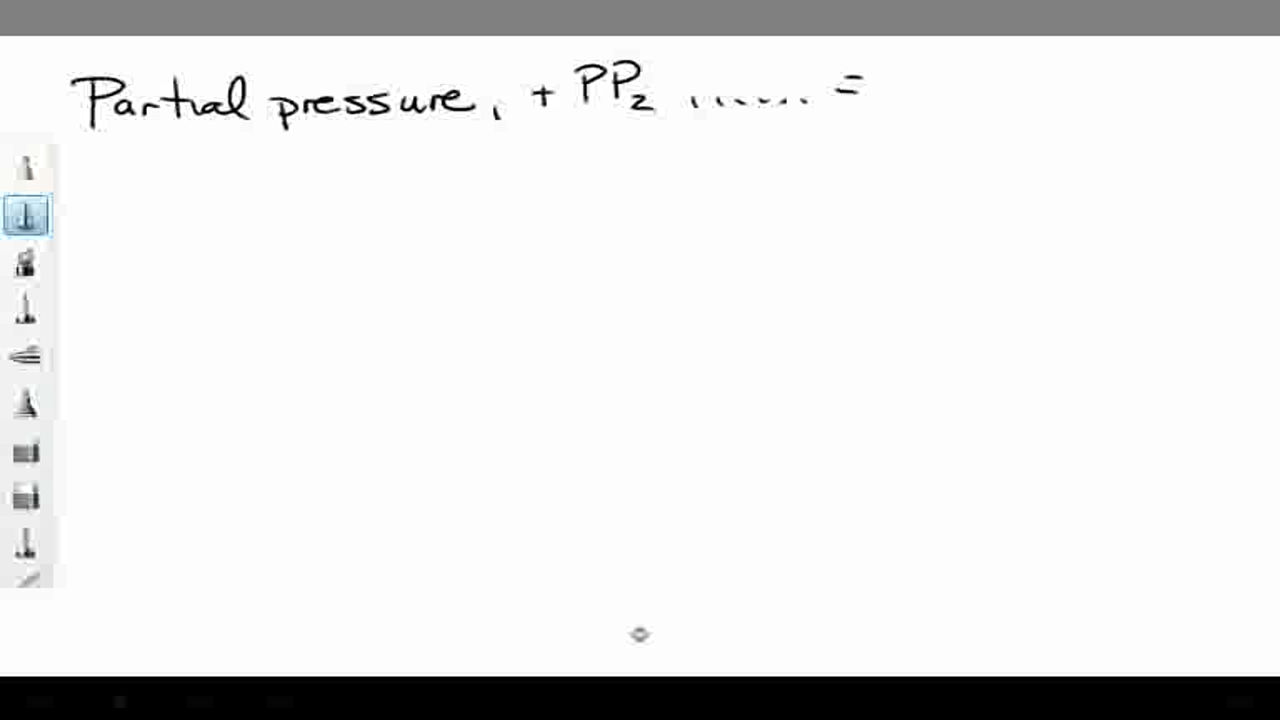 Partial pressure₁ + PP₂ ....... =